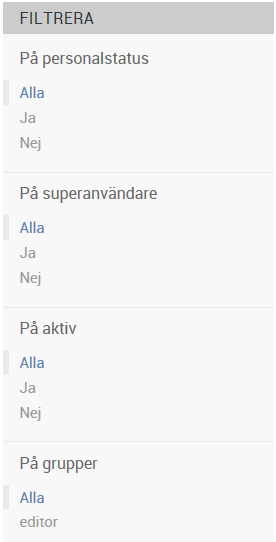 FILTRERA
På personalstatus
Alla
Ja
Nej
På superanvändare
Alla
Ja
Nej
På aktiv
Alla
Ja
Nej
På grupper
Alla
editor